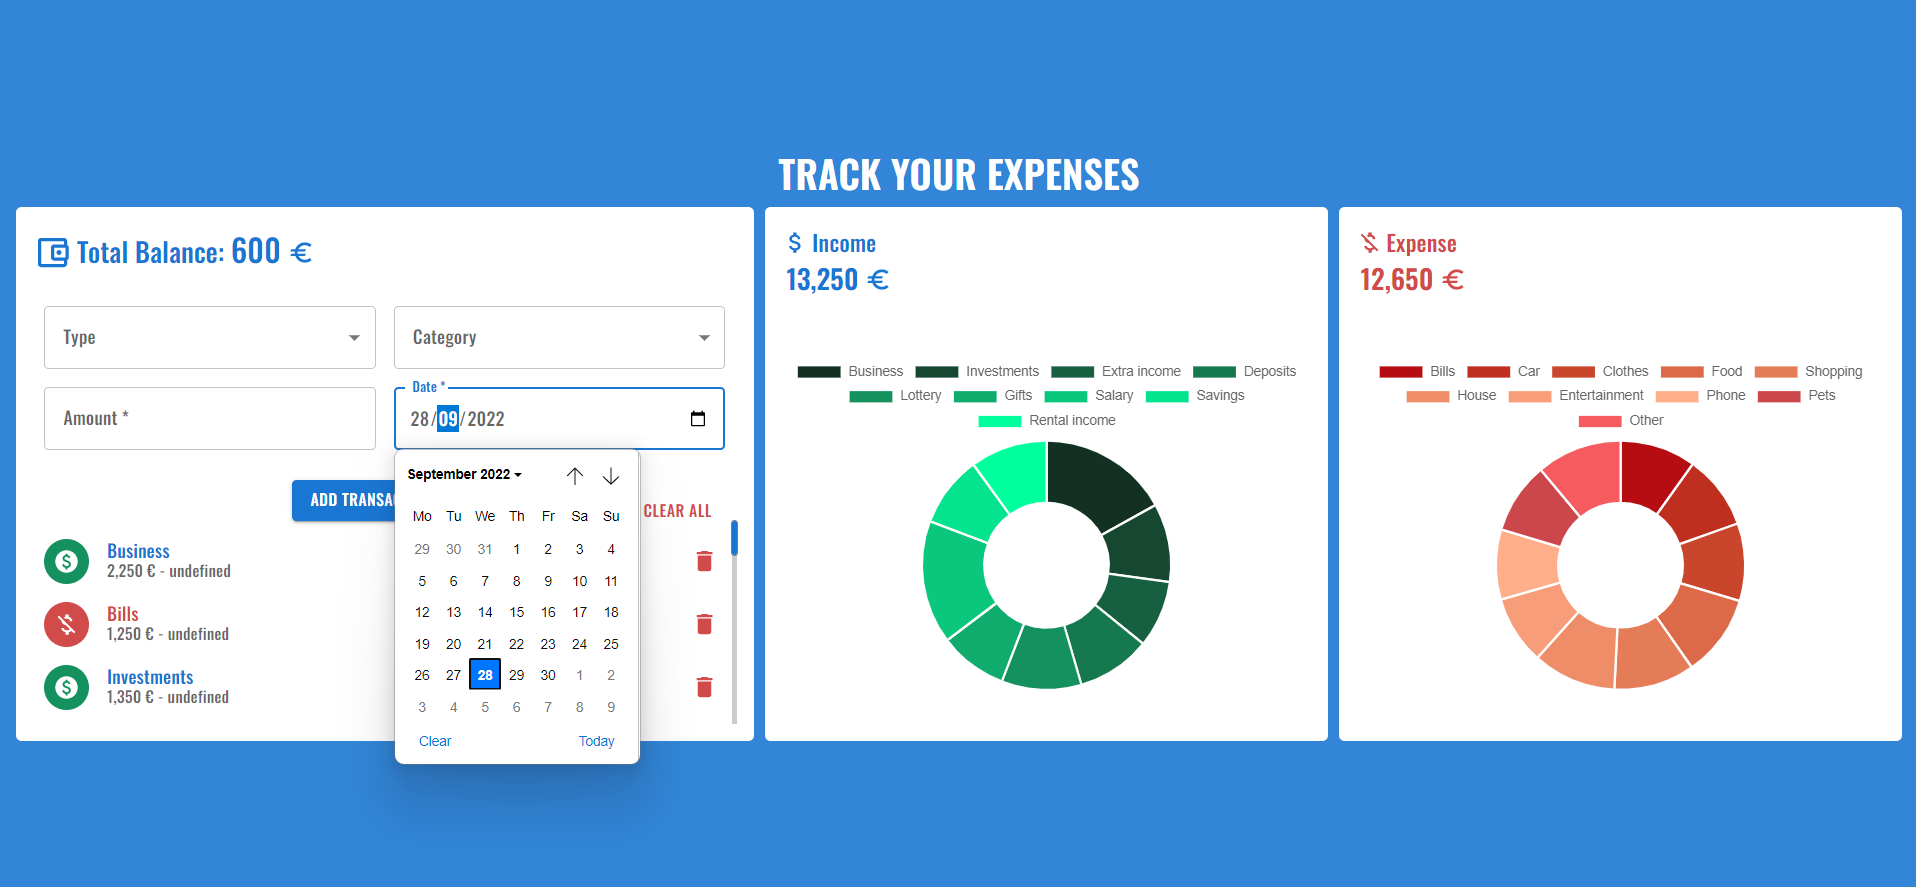 TRACK YOUR EXPENSES
Total Balance: 600 €
Type
Category
Amount *
Date *
28/09/2022
ADD TRANSAC
CLEAR ALL
September 2022
Mo Tu We Th Fr Sa Su
29 30 31 1 2 3 4
5 6 7 8 9 10 11
12 13 14 15 16 17 18
19 20 21 22 23 24 25
26 27 28 29 30 1 2
3 4 5 6 7 8 9
Clear Today
Business
2,250 € - undefined
Bills
1,250 € - undefined
Investments
1,350 € - undefined
$ Income
13,250 €
Business Investments Extra income Deposits
Lottery Gifts Salary Savings
Rental income
Expense
12,650 €
Bills Car Clothes Food Shopping
House Entertainment Phone Pets
Other